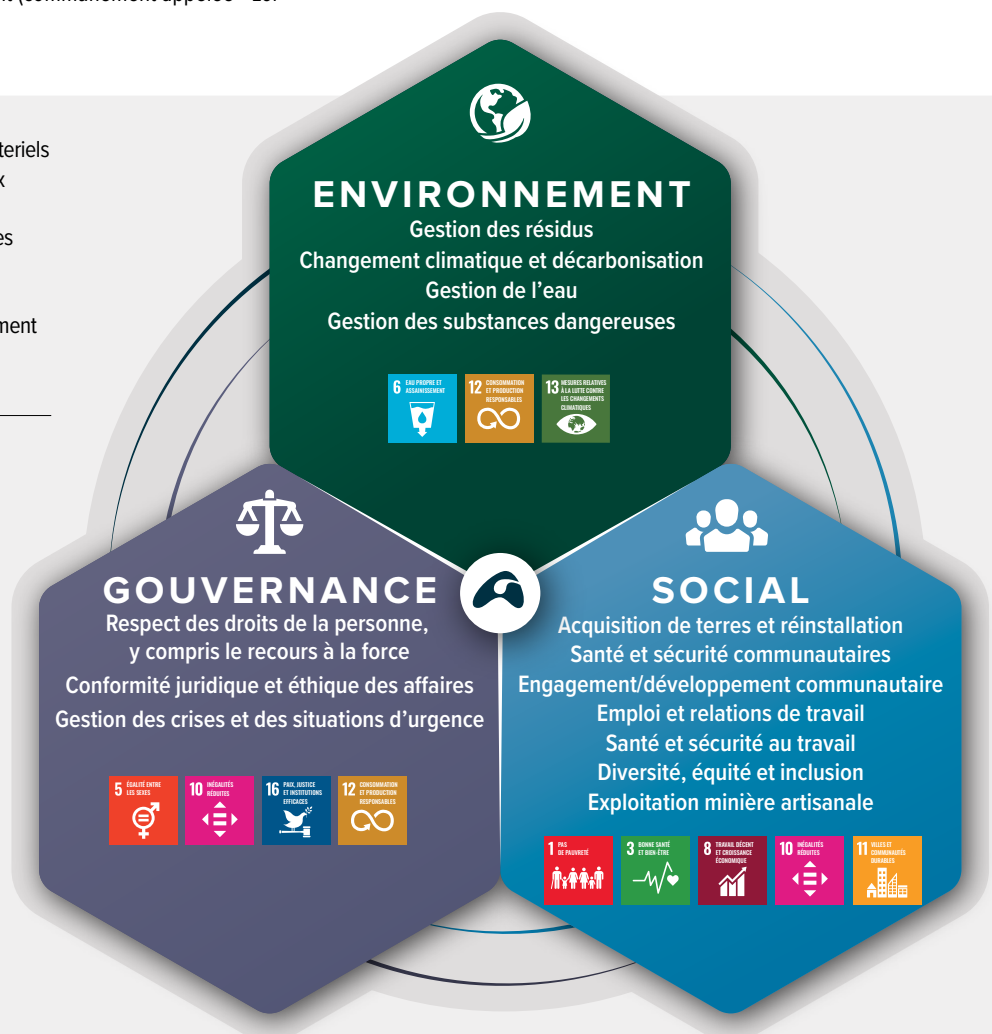 ENVIRONNEMENT
Gestion des résidus
Changement climatique et décarbonisation
Gestion de l’eau
Gestion des substances dangereuses
6 EAU PROPRE ET
ASSAINISSEMENT
12 CONSOMMATION
ET PRODUCTION
RESPONSABLES
13 MESURES RELATIVES
À LA LUTTE CONTRE
LES CHANGEMENTS
CLIMATIQUES
GOUVERNANCE
Respect des droits de la personne,
y compris le recours à la force
Conformité juridique et éthique des affaires
Gestion des crises et des situations d’urgence
5 ÉGALITÉ ENTRE
LES SEXES
10 INÉGALITÉS
RÉDUITES
16 PAIX, JUSTICE
ET INSTITUTIONS
EFFICACES
12 CONSOMMATION
ET PRODUCTION
RESPONSABLES
SOCIAL
Acquisition de terres et réinstallation
Santé et sécurité communautaires
Engagement/développement communautaire
Emploi et relations de travail
Santé et sécurité au travail
Diversité, équité et inclusion
Exploitation minière artisanale
1 PAS
DE PAUVRETÉ
3 BONNE SANTÉ
ET BIEN-ÊTRE
8 TRAVAIL DÉCENT
ET CROISSANCE
ÉCONOMIQUE
10 INÉGALITÉS
RÉDUITES
11 VILLES ET
COMMUNAUTÉS
DURABLES